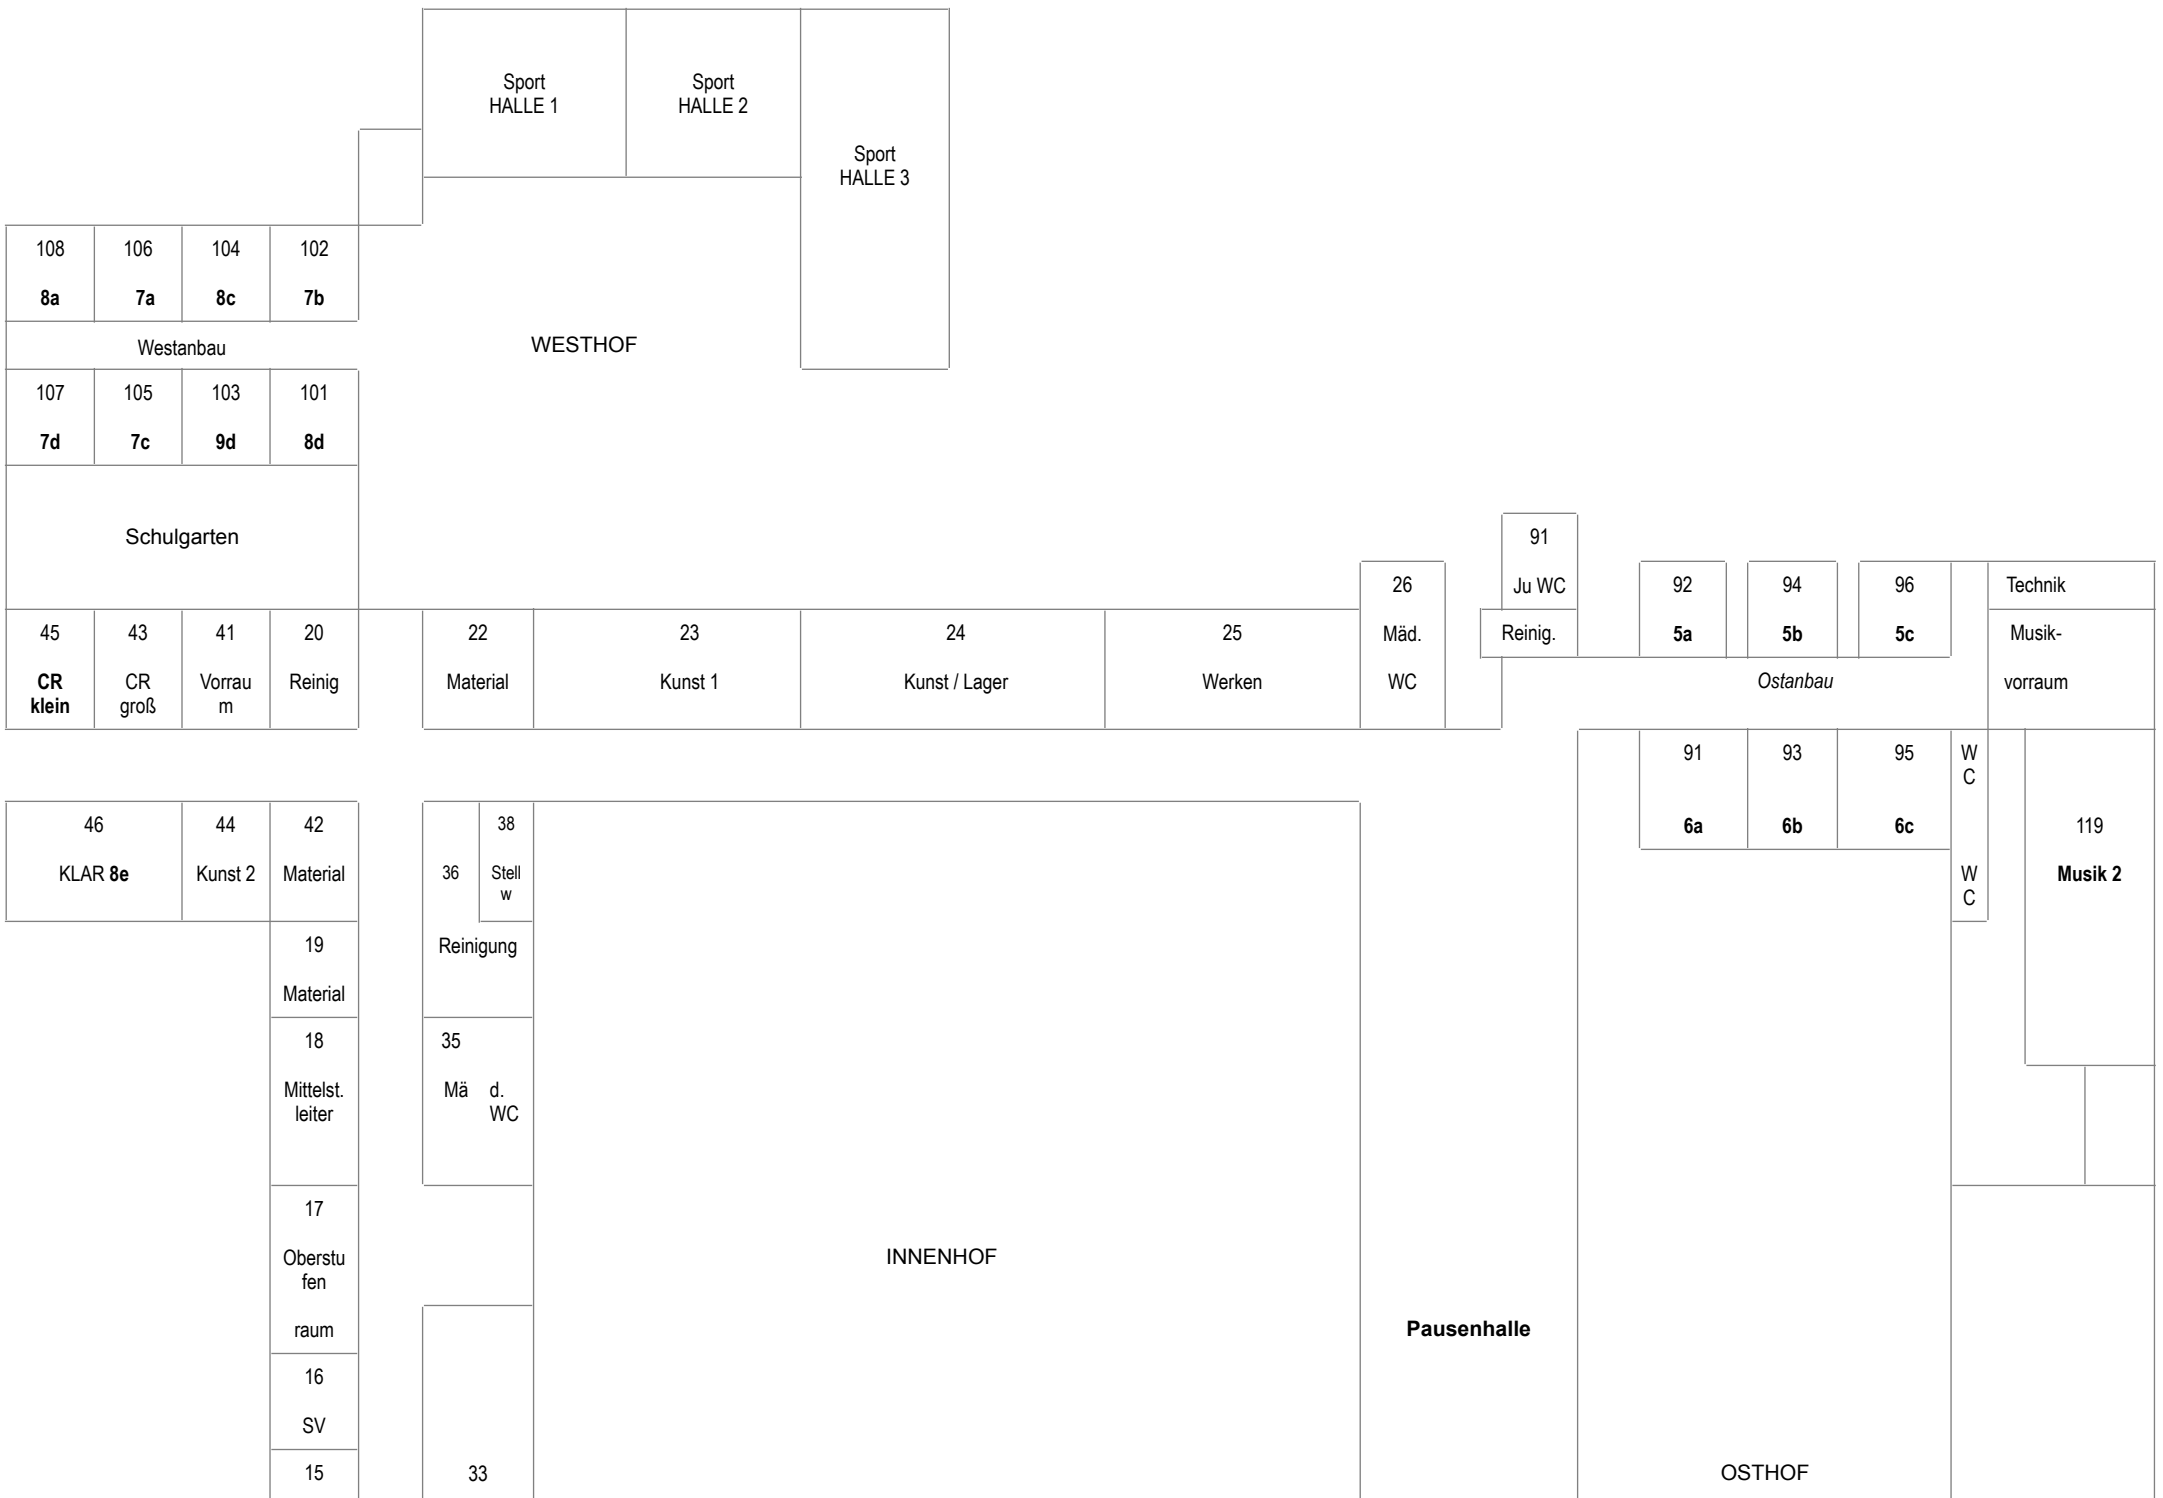 Sport
HALLE 1
Sport
HALLE 2
Sport
HALLE 3
108
106
104
102
8a
7a
8c
7b
Westanbau
WESTHOF
107
105
103
101
7d
7c
9d
8d
Schulgarten
91
Ju WC
26
92
94
96
Technik
45
43
41
20
22
23
24
25
Mäd.
Reinig.
5a
5b
5c
Musik-
CR
klein
CR
groß
Vorrau
m
Reinig
Material
Kunst 1
Kunst / Lager
Werken
WC
Ostanbau
vorraum
91
93
95
W
C
46
44
42
38
6a
6b
6c
119
KLAR 8e
Kunst 2
Material
36
Stell
w
W
C
Musik 2
19
Reinigung
Material
18
35
Mittelst.
leiter
Mä d.
WC
17
Oberstu
fen
INNENHOF
raum
Pausenhalle
16
SV
15
33
OSTHOF